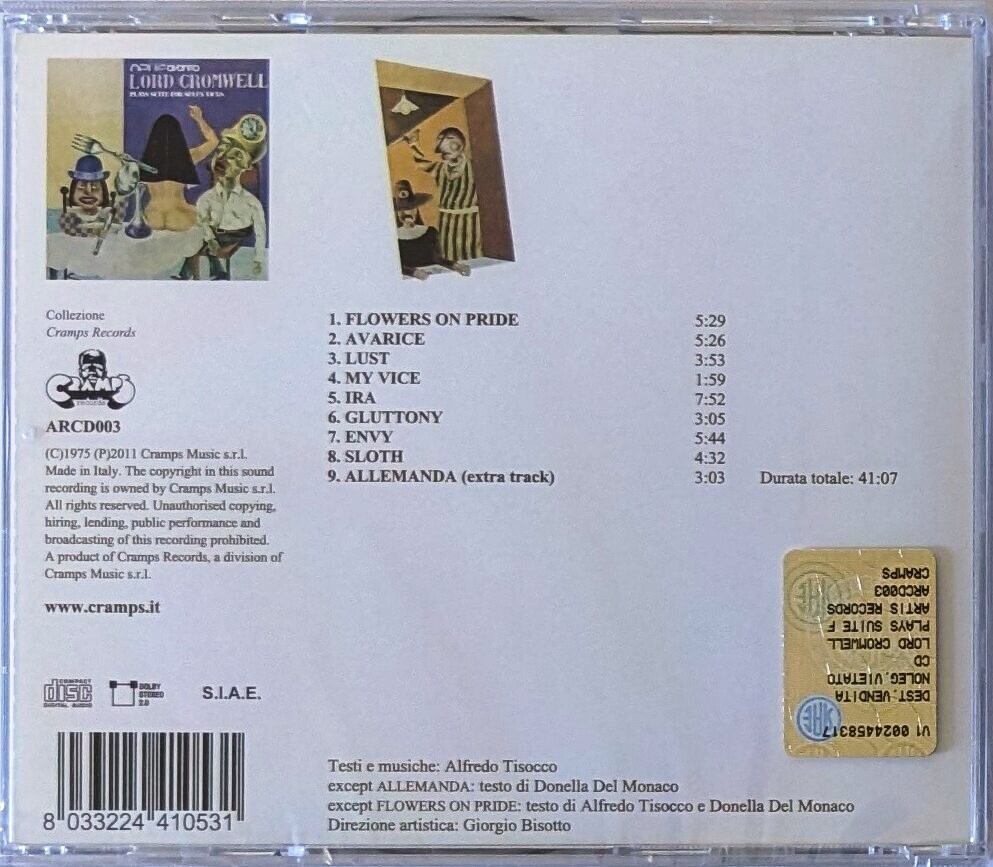 OPUS AVANTRA
LORD CROMWELL
PLAYS SUITE FOR SEVEN VICES
Collezione
Cramps Records
CRAMPS
records
ARCD003
(C)1975 (P)2011 Cramps Music s.r.l.
Made in Italy. The copyright in this sound
recording is owned by Cramps Music s.r.l.
All rights reserved. Unauthorised copying,
hiring, lending, public performance and
broadcasting of this recording prohibited.
A product of Cramps Records, a division of
Cramps Music s.r.l.
www.cramps.it
1. FLOWERS ON PRIDE 5:29
2. AVARICE 5:26
3. LUST 3:53
4. MY VICE 1:59
5. IRA 7:52
6. GLUTTONY 3:05
7. ENVY 5:44
8. SLOTH 4:32
9. ALLEMANDA (extra track) 3:03 Durata totale: 41:07
COMPACT
disc
DIGITAL AUDIO
DOLBY
STEREO
2.0
S.I.A.E.
8 033224 410531
Testi e musiche: Alfredo Tisocco
except ALLEMANDA: testo di Donella Del Monaco
except FLOWERS ON PRIDE: testo di Alfredo Tisocco e Donella Del Monaco
Direzione artistica: Giorgio Bisotto
V1 0024458317
DEST.VENDITA
NOLEG.VIETATO
CD
LORD CROMWELL
PLAYS SUITE F
ARTIS RECORDS
ARCD003
CRAMPS